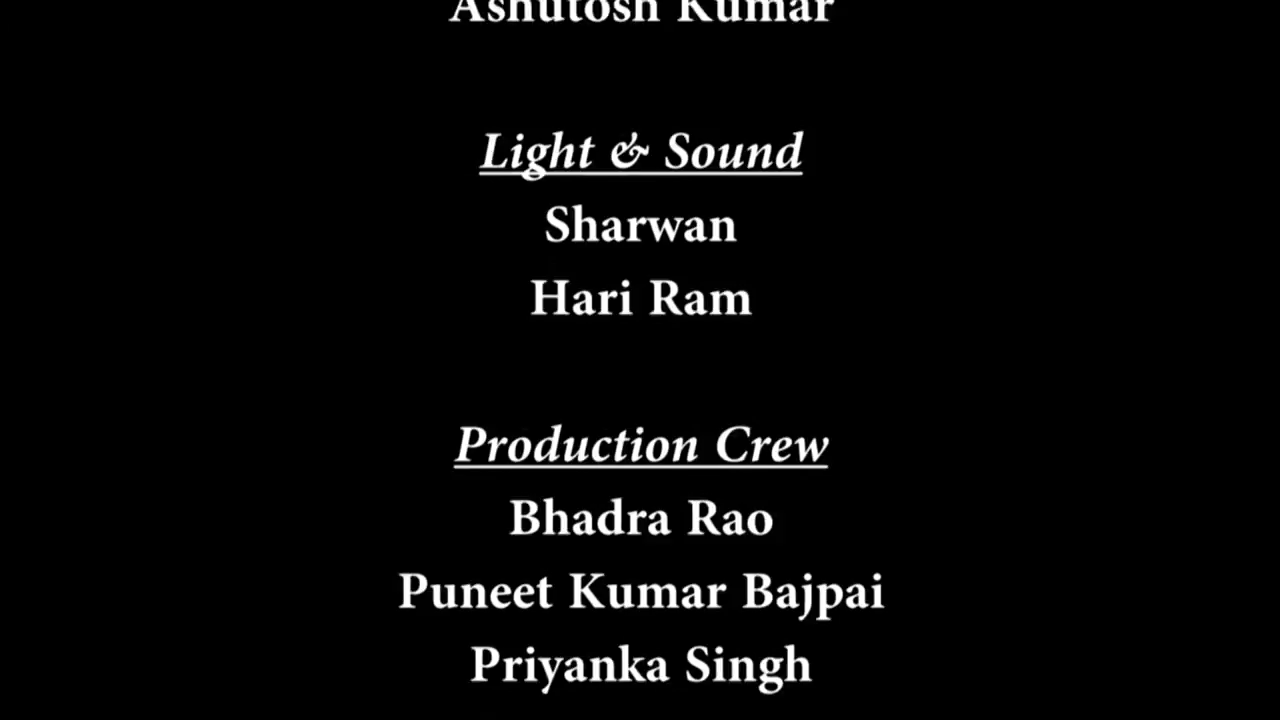 Ashutosh Kumar
Light & Sound
Sharwan
Hari Ram
Production Crew
Bhadra Rao
Puneet Kumar Bajpai
Priyanka Singh